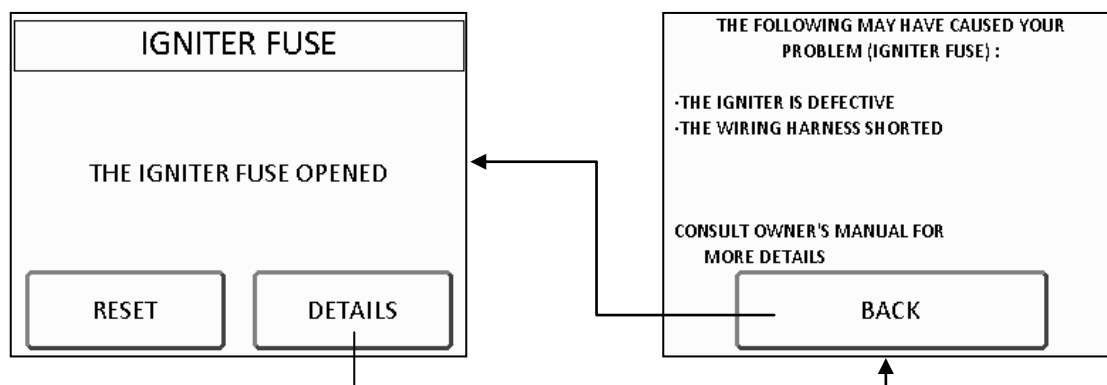 IGNITER FUSE
THE IGNITER FUSE OPENED
RESET
DETAILS
THE FOLLOWING MAY HAVE CAUSED YOUR
PROBLEM (IGNITER FUSE) :
·THE IGNITER IS DEFECTIVE
·THE WIRING HARNESS SHORTED
CONSULT OWNER'S MANUAL FOR
MORE DETAILS
BACK